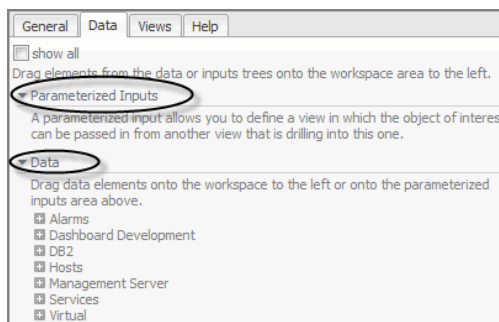 General Data Views Help
show all
Drag elements from the data or inputs trees onto the workspace area to the left.
Parameterized Inputs
A parameterized input allows you to define a view in which the object of interes
can be passed in from another view that is drilling into this one.
Data
Drag data elements onto the workspace to the left or onto the parameterized
inputs area above.
Alarms
Dashboard Development
DB2
Hosts
Management Server
Services
Virtual